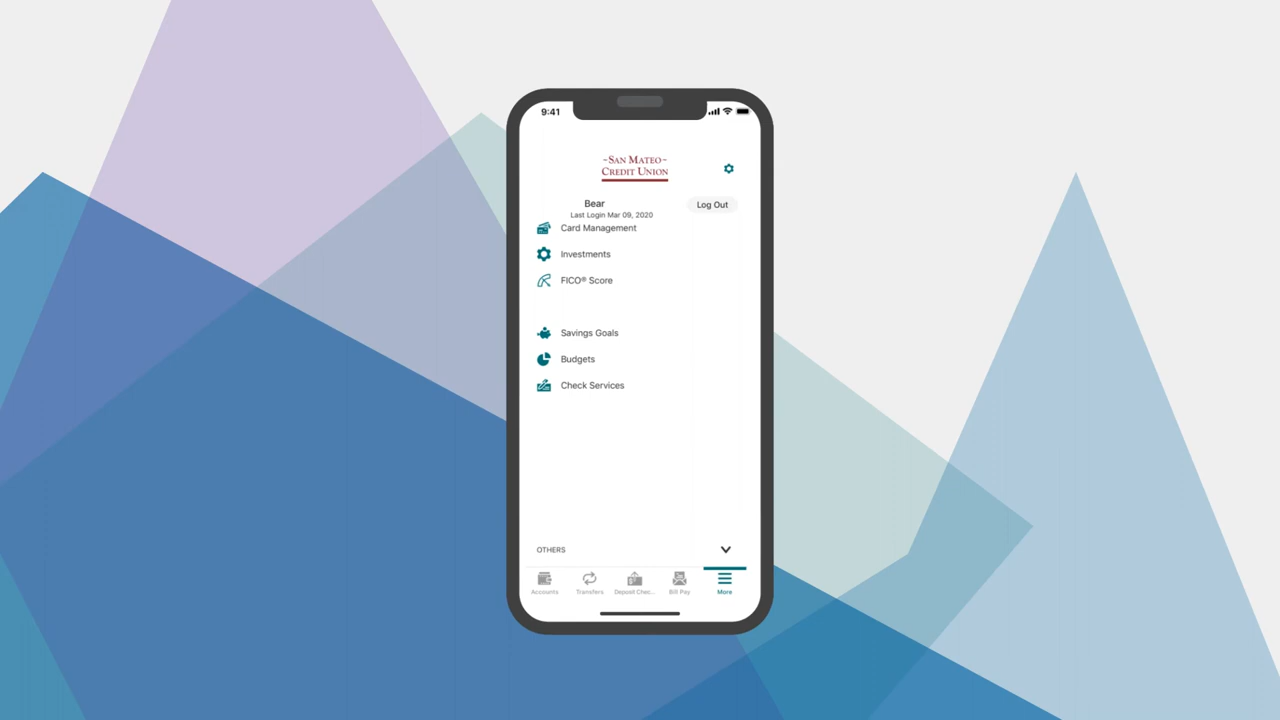 9:41
~SAN MATEO~
CREDIT UNION
Bear
Log Out
Last Login Mar 09, 2020
Card Management
Investments
FICO® Score
Savings Goals
Budgets
Check Services
OTHERS
Accounts
Transfers
Deposit Chec...
Bill Pay
More